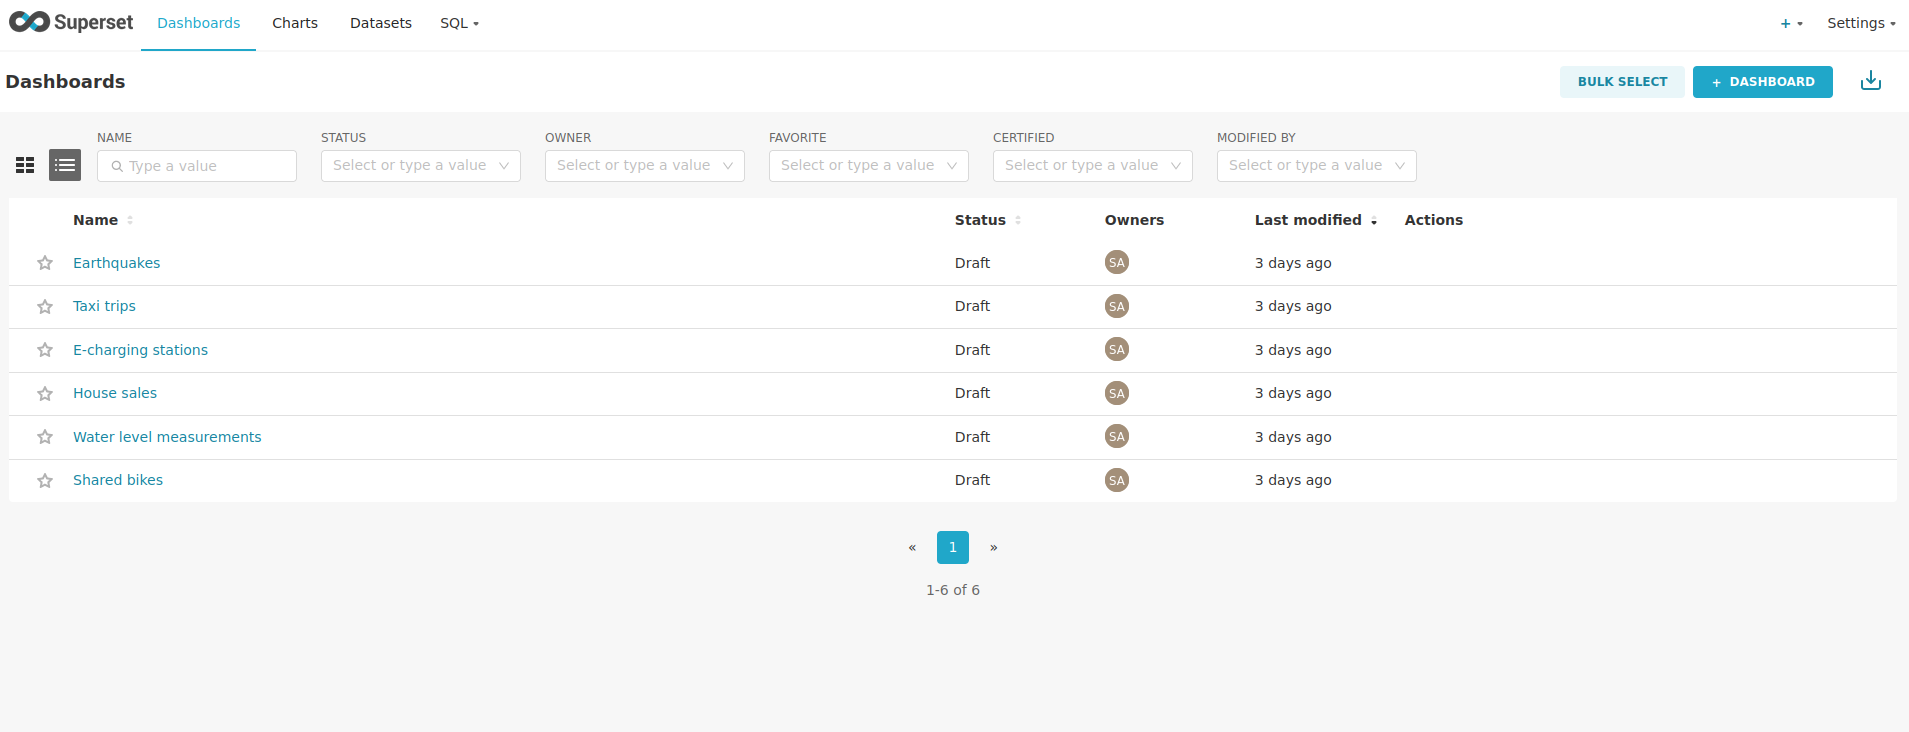 Superset Dashboards Charts Datasets SQL + Settings
Dashboards BULK SELECT + DASHBOARD
NAME STATUS OWNER FAVORITE CERTIFIED MODIFIED BY
Type a value Select or type a value Select or type a value Select or type a value Select or type a value Select or type a value
Name Status Owners Last modified Actions
Earthquakes Draft SA 3 days ago
Taxi trips Draft SA 3 days ago
E-charging stations Draft SA 3 days ago
House sales Draft SA 3 days ago
Water level measurements Draft SA 3 days ago
Shared bikes Draft SA 3 days ago
« 1 »
1-6 of 6